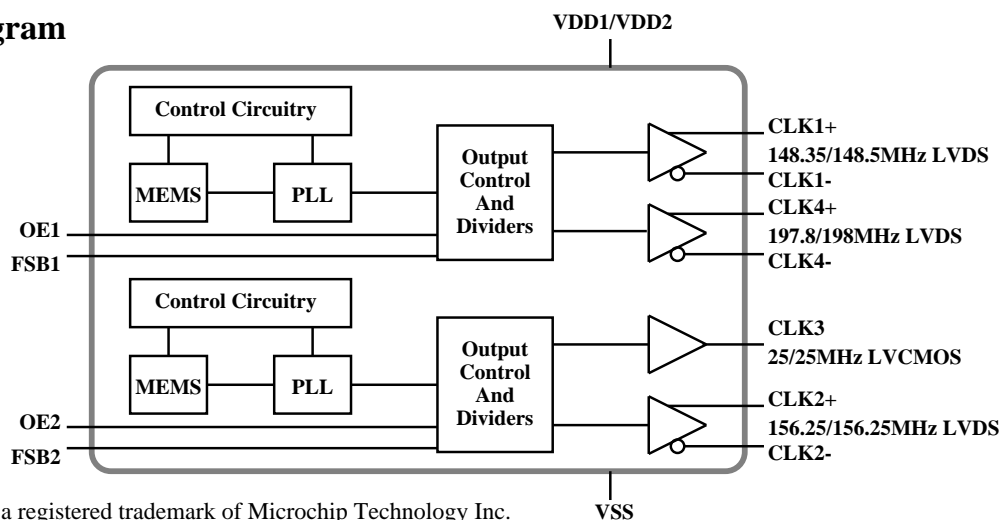 gram
VDD1/VDD2
Control Circuitry
MEMS
PLL
Output
Control
And
Dividers
OE1
FSB1
CLK1+
148.35/148.5MHz LVDS
CLK1-
CLK4+
197.8/198MHz LVDS
CLK4-
Control Circuitry
MEMS
PLL
Output
Control
And
Dividers
OE2
FSB2
CLK3
25/25MHz LVCMOS
CLK2+
156.25/156.25MHz LVDS
CLK2-
VSS
a registered trademark of Microchip Technology Inc.